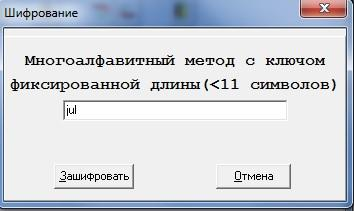 Шифрование
Многоалфавитный метод с ключом
фиксированной длины(<11 символов)
jul
Зашифровать
Отмена